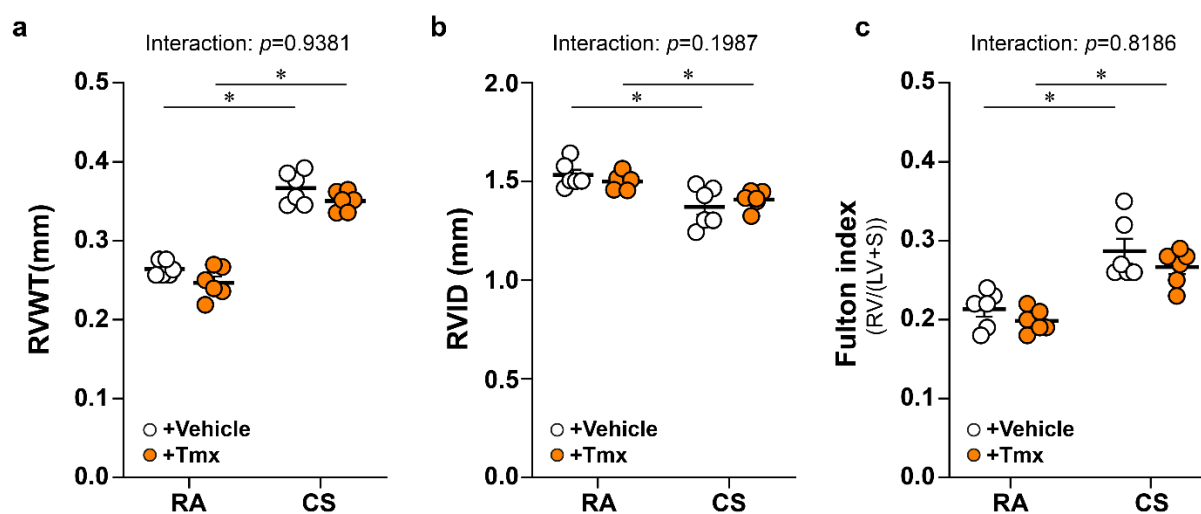 a
Interaction: p=0.9381
*
*
RVWT(mm)
0.5
0.4
0.3
0.2
0.1
0.0
+Vehicle
+Tmx
RA CS
b
Interaction: p=0.1987
*
*
RVID (mm)
2.0
1.5
1.0
0.5
0.0
+Vehicle
+Tmx
RA CS
c
Interaction: p=0.8186
*
*
Fulton index
(RV/(LV+S))
0.5
0.4
0.3
0.2
0.1
0.0
+Vehicle
+Tmx
RA CS